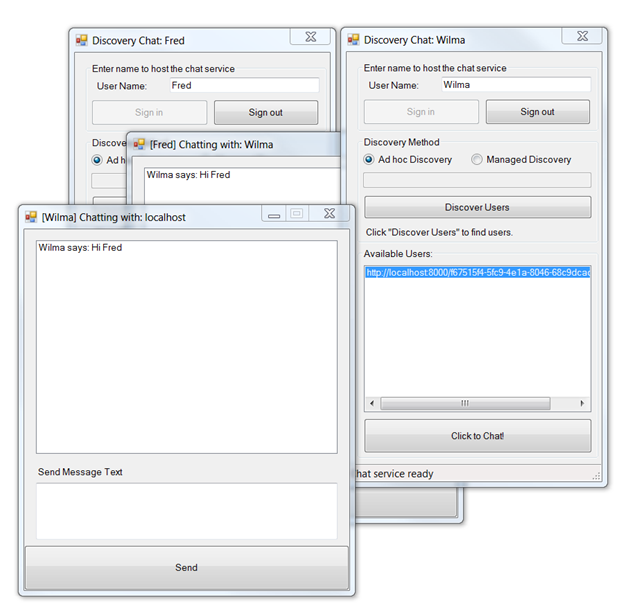 Discovery Chat: Fred
Enter name to host the chat service
User Name: Fred
Sign in Sign out
Discove
Ad h
[Fred] Chatting with: Wilma
Wilma says: Hi Fred
[Wilma] Chatting with: localhost
Wilma says: Hi Fred
Send Message Text
Send
Discovery Chat: Wilma
Enter name to host the chat service
User Name: Wilma
Sign in Sign out
Discovery Method
Ad hoc Discovery Managed Discovery
Discover Users
Click "Discover Users" to find users.
Available Users:
http://localhost:8000/f67515f4-5fc9-4e1a-8046-68c9dcac
Click to Chat!
hat service ready